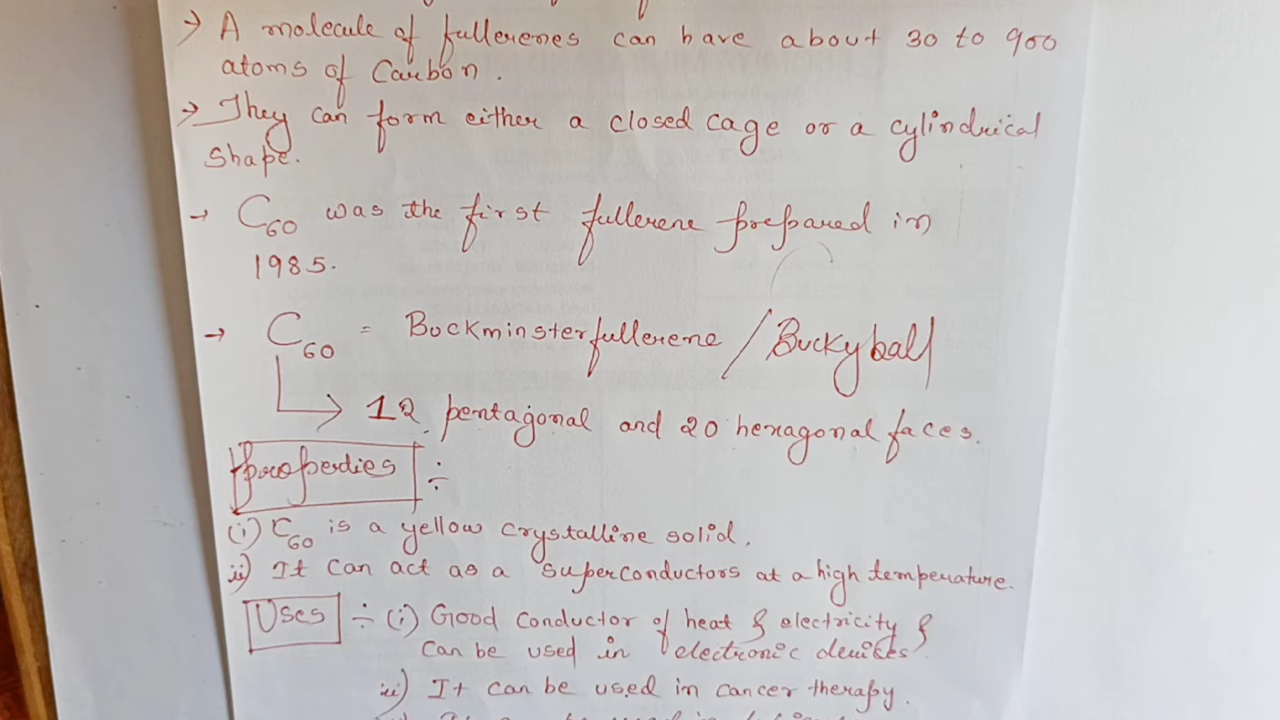 → A molecule of fullerenes can have about 30 to 900
atoms of Carbon.
→ They can form either a closed cage or a cylindrical
shape.
→ C60 was the first fullerene prepared in
1985.
→ C60 = Buckminsterfullerene / Buckyball
→ 12 pentagonal and 20 hexagonal faces.
Properties ÷
(i) C60 is a yellow crystalline solid.
ii) It can act as a superconductors at a high temperature.
Uses ÷ (i) Good conductor of heat & electricity &
can be used in electronic devices.
ii) It can be used in cancer therapy.